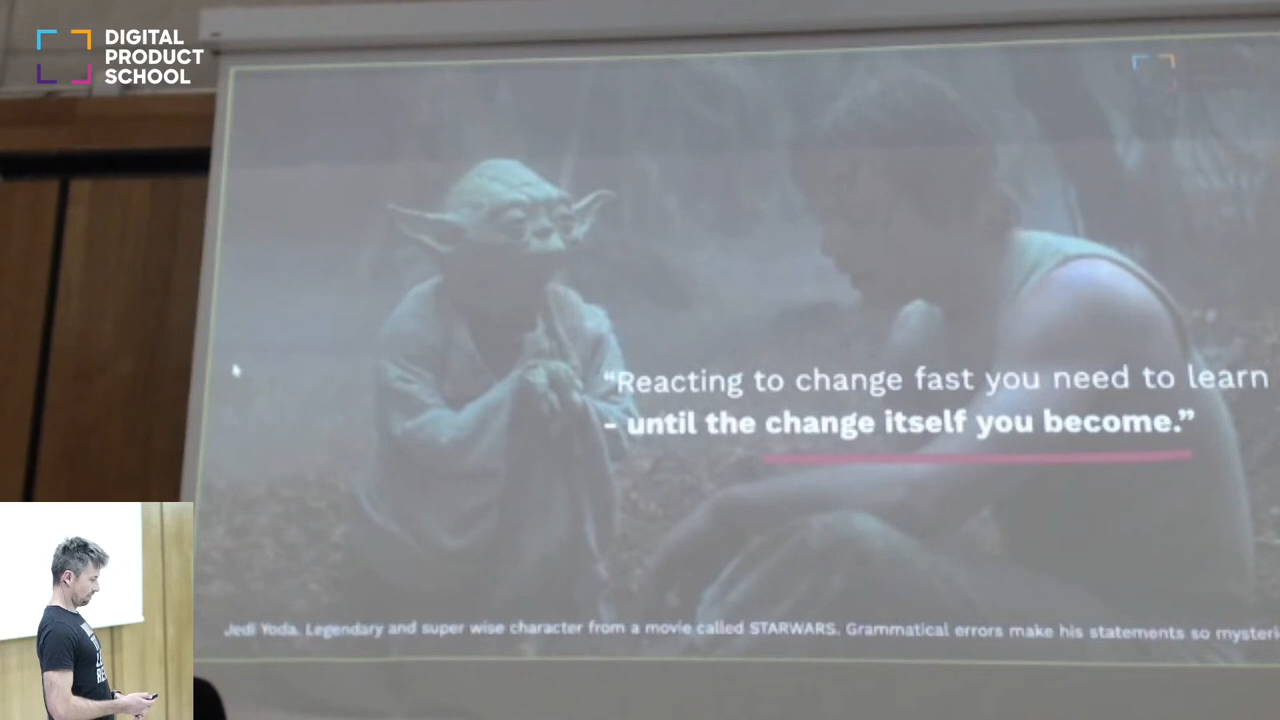 DIGITAL
PRODUCT
SCHOOL
“Reacting to change fast you need to learn
- until the change itself you become.”
Jedi Yoda. Legendary and super wise character from a movie called STARWARS. Grammatical errors make his statements so